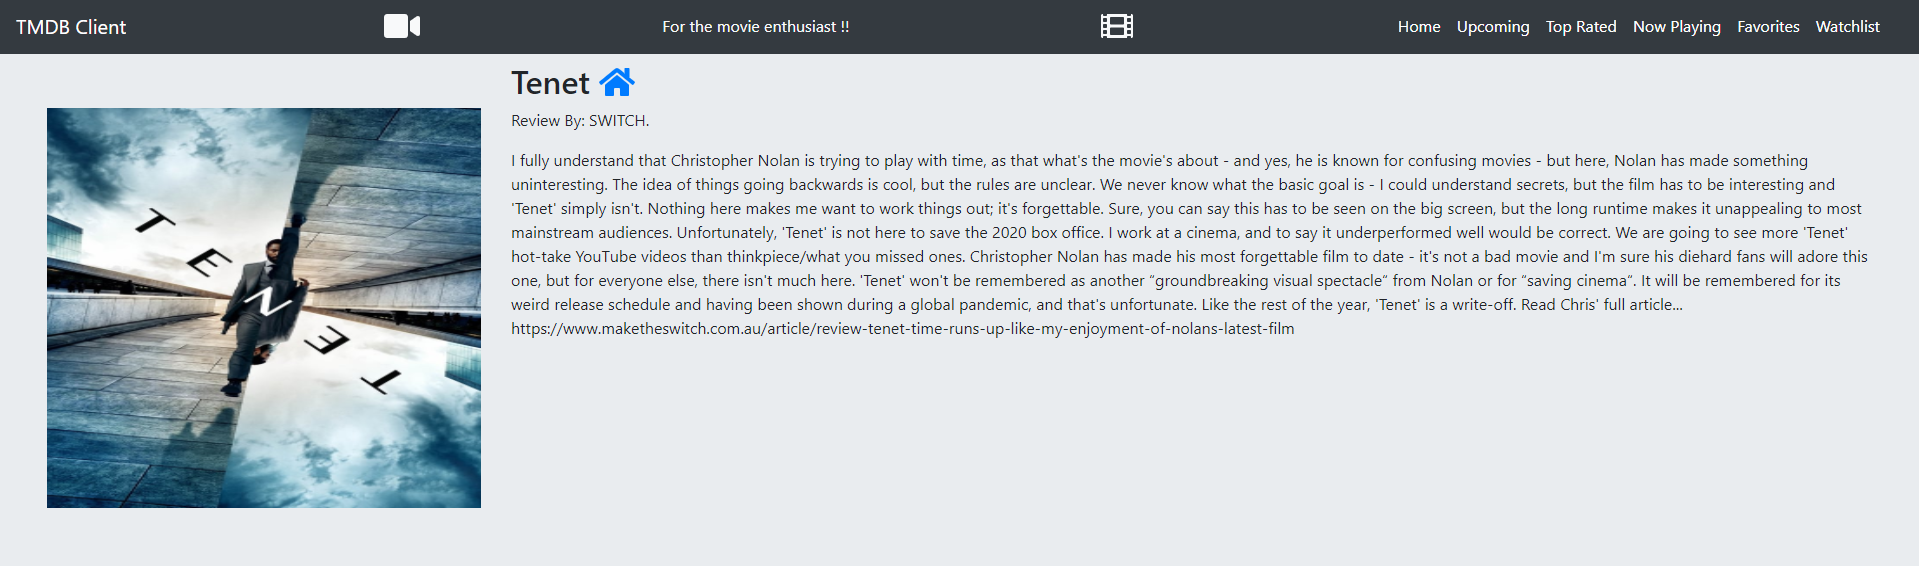 TMDB Client For the movie enthusiast !! Home Upcoming Top Rated Now Playing Favorites Watchlist
Tenet
Review By: SWITCH.
I fully understand that Christopher Nolan is trying to play with time, as that what's the movie's about - and yes, he is known for confusing movies - but here, Nolan has made something
uninteresting. The idea of things going backwards is cool, but the rules are unclear. We never know what the basic goal is - I could understand secrets, but the film has to be interesting and
'Tenet' simply isn't. Nothing here makes me want to work things out; it's forgettable. Sure, you can say this has to be seen on the big screen, but the long runtime makes it unappealing to most
mainstream audiences. Unfortunately, 'Tenet' is not here to save the 2020 box office. I work at a cinema, and to say it underperformed well would be correct. We are going to see more 'Tenet'
hot-take YouTube videos than thinkpiece/what you missed ones. Christopher Nolan has made his most forgettable film to date - it's not a bad movie and I'm sure his diehard fans will adore this
one, but for everyone else, there isn't much here. 'Tenet' won't be remembered as another “groundbreaking visual spectacle” from Nolan or for “saving cinema”. It will be remembered for its
weird release schedule and having been shown during a global pandemic, and that's unfortunate. Like the rest of the year, 'Tenet' is a write-off. Read Chris' full article...
https://www.maketheswitch.com.au/article/review-tenet-time-runs-up-like-my-enjoyment-of-nolans-latest-film
TENET